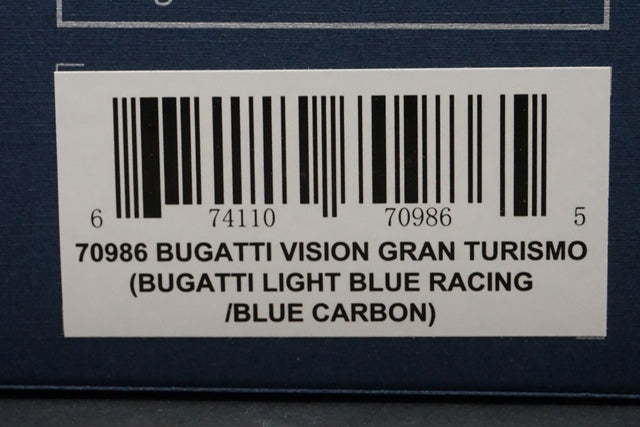 6 74110 70986 5
70986 BUGATTI VISION GRAN TURISMO
(BUGATTI LIGHT BLUE RACING
/BLUE CARBON)